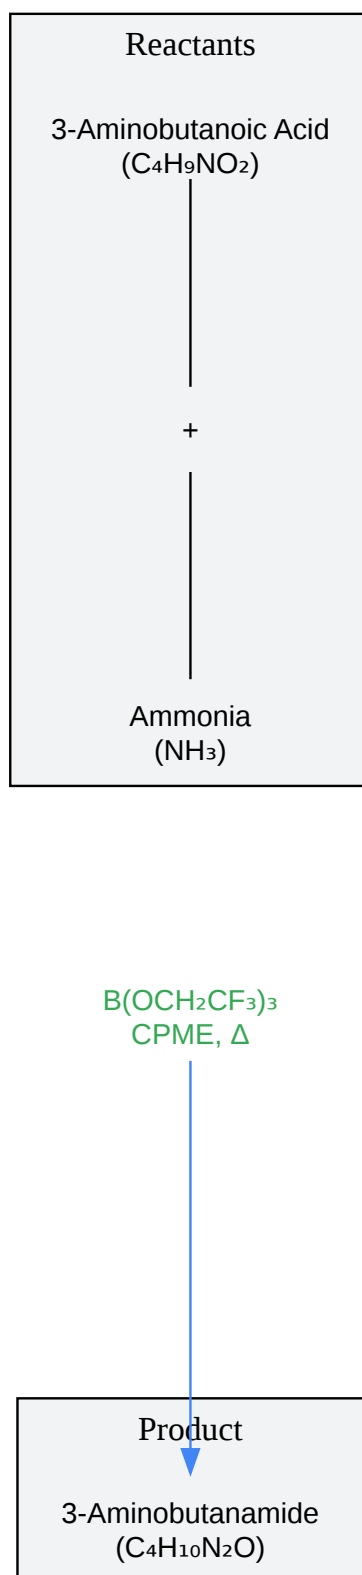 Reactants
3-Aminobutanoic Acid
(C₄H₉NO₂)
+
Ammonia
(NH₃)
B(OCH₂CF₃)₃
CPME, Δ
Product
3-Aminobutanamide
(C₄H₁₀N₂O)